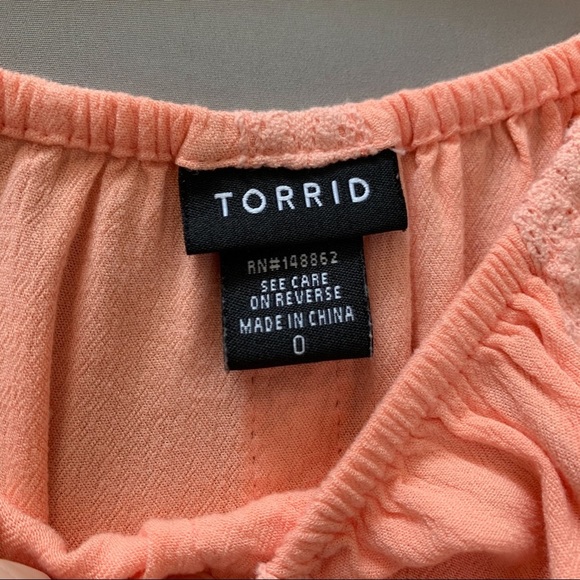 TORRID
RN#148862
SEE CARE
ON REVERSE
MADE IN CHINA
0